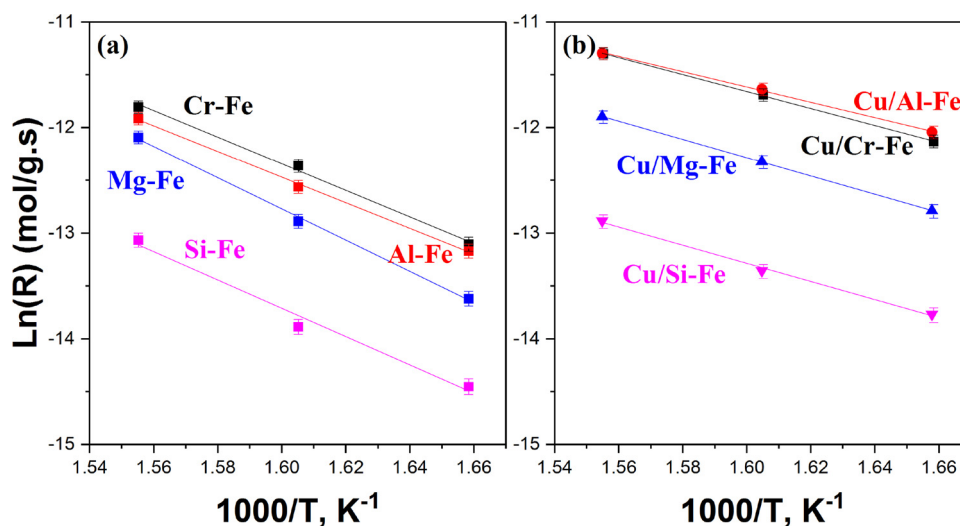 (a)
Cr-Fe
Mg-Fe
Al-Fe
Si-Fe
-11
-12
-13
-14
-15
1.54 1.56 1.58 1.60 1.62 1.64 1.66
1000/T, K⁻¹
Ln(R) (mol/g.s)
(b)
Cu/Al-Fe
Cu/Cr-Fe
Cu/Mg-Fe
Cu/Si-Fe
-11
-12
-13
-14
-15
1.54 1.56 1.58 1.60 1.62 1.64 1.66
1000/T, K⁻¹